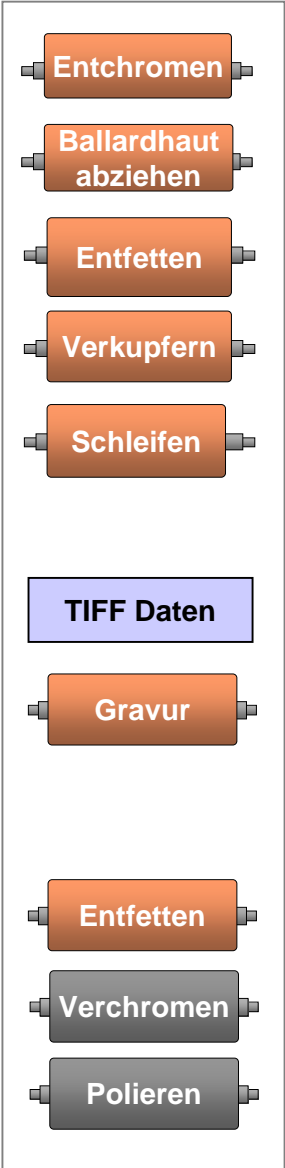 Entchromen
Ballardhaut
abziehen
Entfetten
Verkupfern
Schleifen
TIFF Daten
Gravur
Entfetten
Verchromen
Polieren